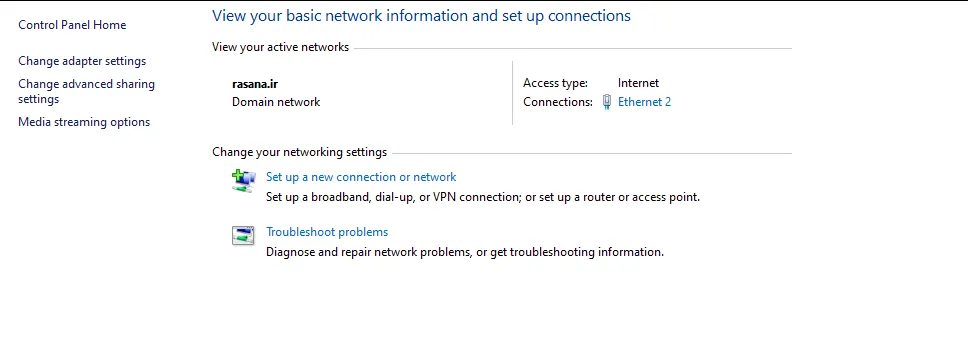 Control Panel Home
Change adapter settings
Change advanced sharing
settings
Media streaming options
View your basic network information and set up connections
View your active networks
rasana.ir
Domain network
Access type: Internet
Connections: Ethernet 2
Change your networking settings
Set up a new connection or network
Set up a broadband, dial-up, or VPN connection; or set up a router or access point.
Troubleshoot problems
Diagnose and repair network problems, or get troubleshooting information.